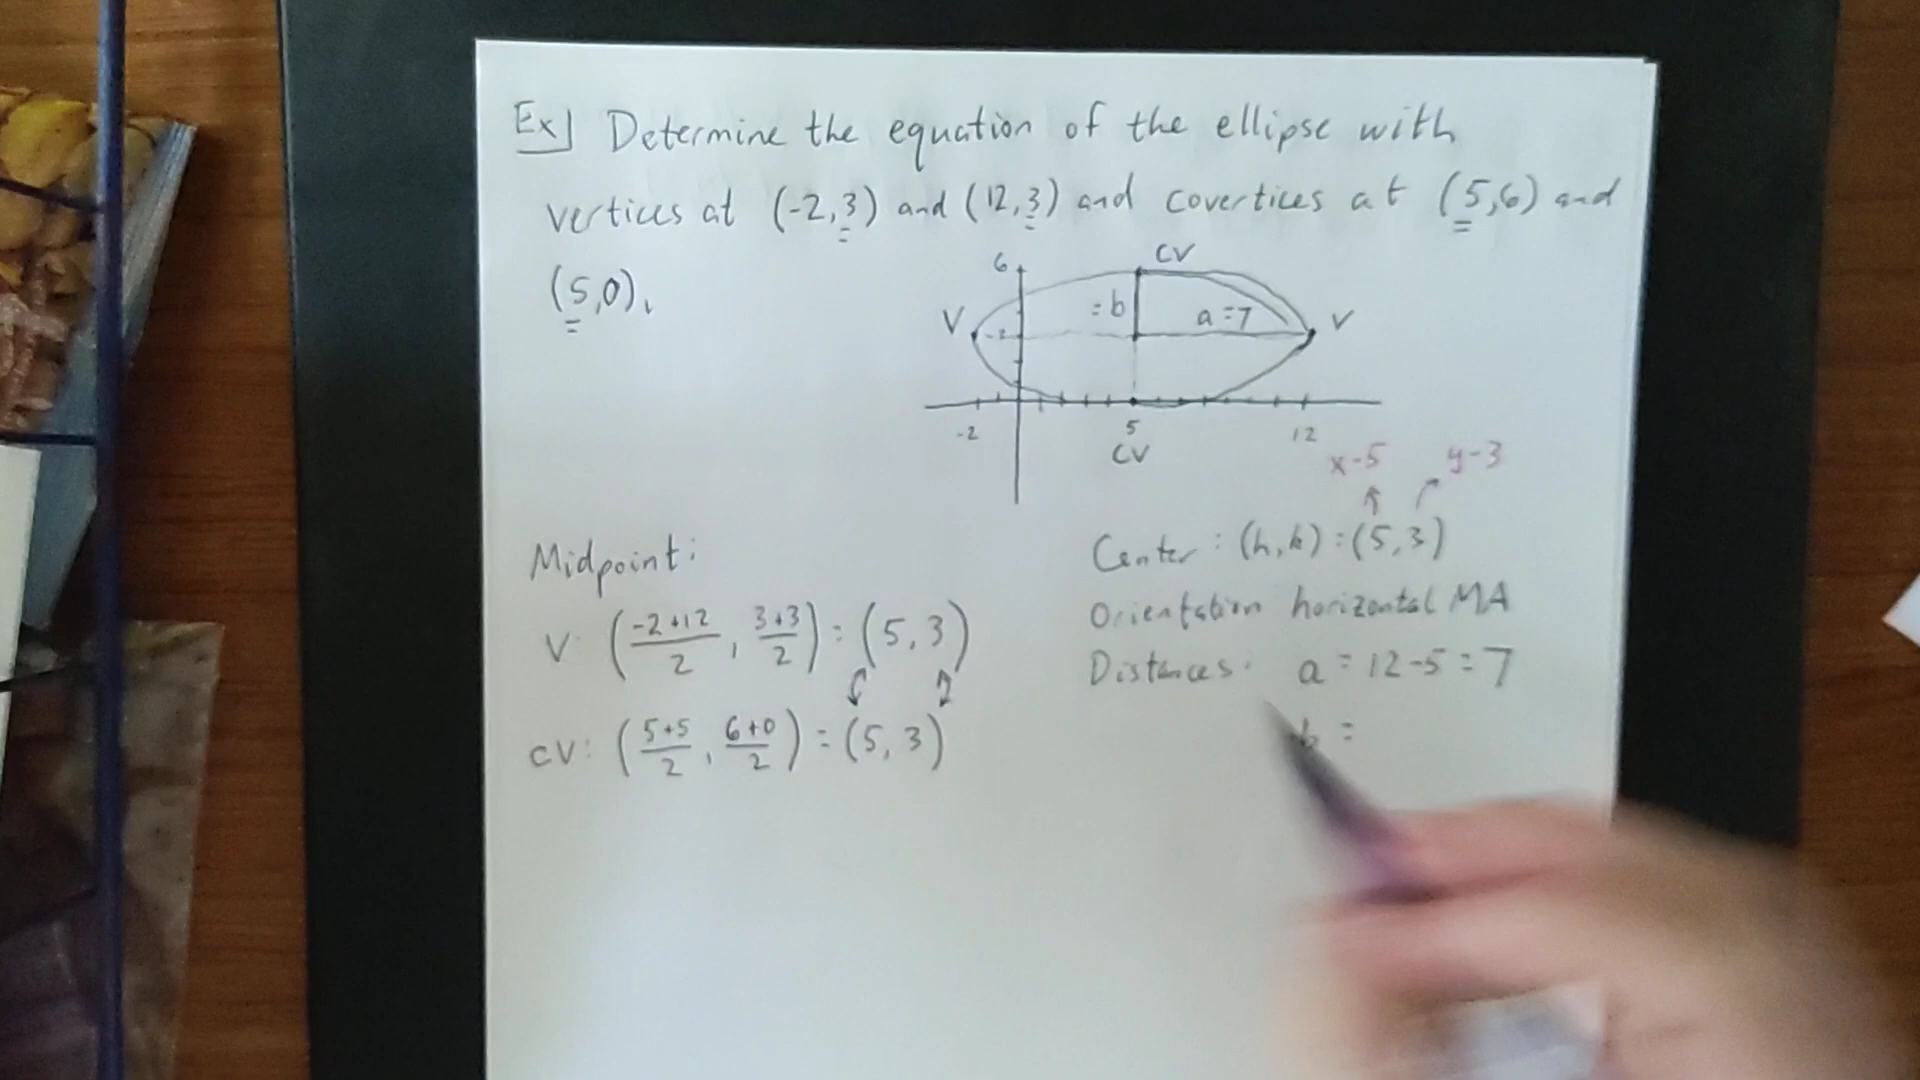 Ex] Determine the equation of the ellipse with
vertices at (-2,3) and (12,3) and covertices at (5,6) and
(5,0).
6 CV
V = b a = 7 V
-2 5 12
CV
x-5 y-3
Midpoint:
V: (-2+12/2, 3+3/2) = (5,3)
CV: (5+5/2, 6+0/2) = (5,3)
Center: (h,k) = (5,3)
Orientation horizontal MA
Distances: a = 12-5 = 7
b =